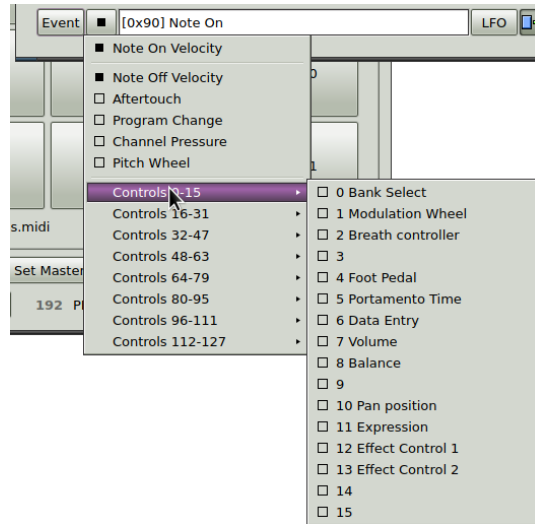 Event
[0x90] Note On
LFO
Note On Velocity
Note Off Velocity
Aftertouch
Program Change
Channel Pressure
Pitch Wheel
Controls 0-15
Controls 16-31
Controls 32-47
Controls 48-63
Controls 64-79
Controls 80-95
Controls 96-111
Controls 112-127
0 Bank Select
1 Modulation Wheel
2 Breath controller
3
4 Foot Pedal
5 Portamento Time
6 Data Entry
7 Volume
8 Balance
9
10 Pan position
11 Expression
12 Effect Control 1
13 Effect Control 2
14
15
0
1
s.midi
Set Master
192 P